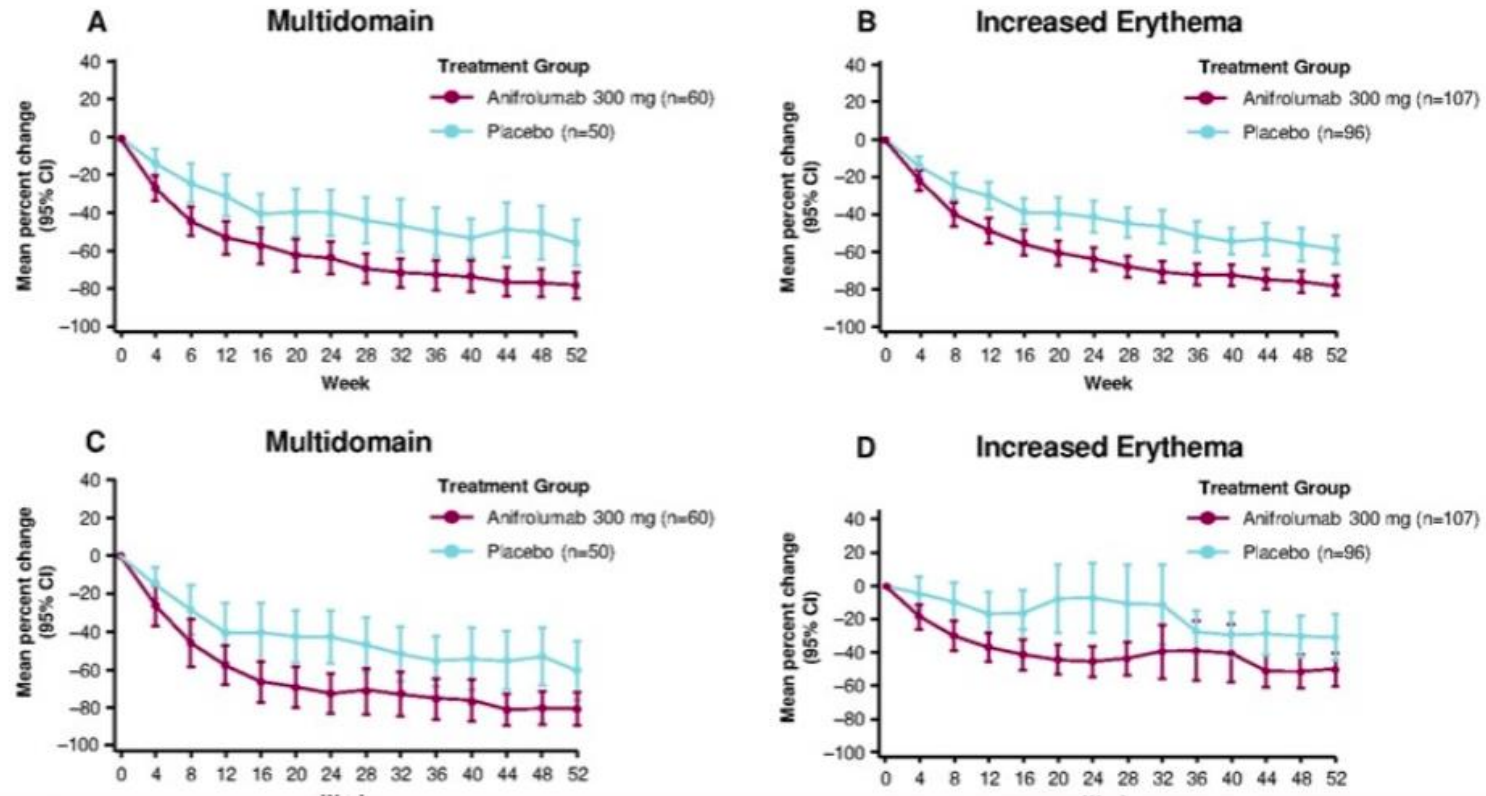 A Multidomain
Treatment Group
Anifrolumab 300 mg (n=60)
Placebo (n=50)
Mean percent change
(95% CI)
40
20
0
−20
−40
−60
−80
−100
0 4 6 12 16 20 24 28 32 36 40 44 48 52
Week
B Increased Erythema
Treatment Group
Anifrolumab 300 mg (n=107)
Placebo (n=96)
Mean percent change
(95% CI)
40
20
0
−20
−40
−60
−80
−100
0 4 8 12 16 20 24 28 32 36 40 44 48 52
Week
C Multidomain
Treatment Group
Anifrolumab 300 mg (n=60)
Placebo (n=50)
Mean percent change
(95% CI)
40
20
0
−20
−40
−60
−80
−100
0 4 8 12 16 20 24 28 32 36 40 44 48 52
D Increased Erythema
Treatment Group
Anifrolumab 300 mg (n=107)
Placebo (n=96)
Mean percent change
(95% CI)
40
20
0
−20
−40
−60
−80
−100
0 4 8 12 16 20 24 28 32 36 40 44 48 52